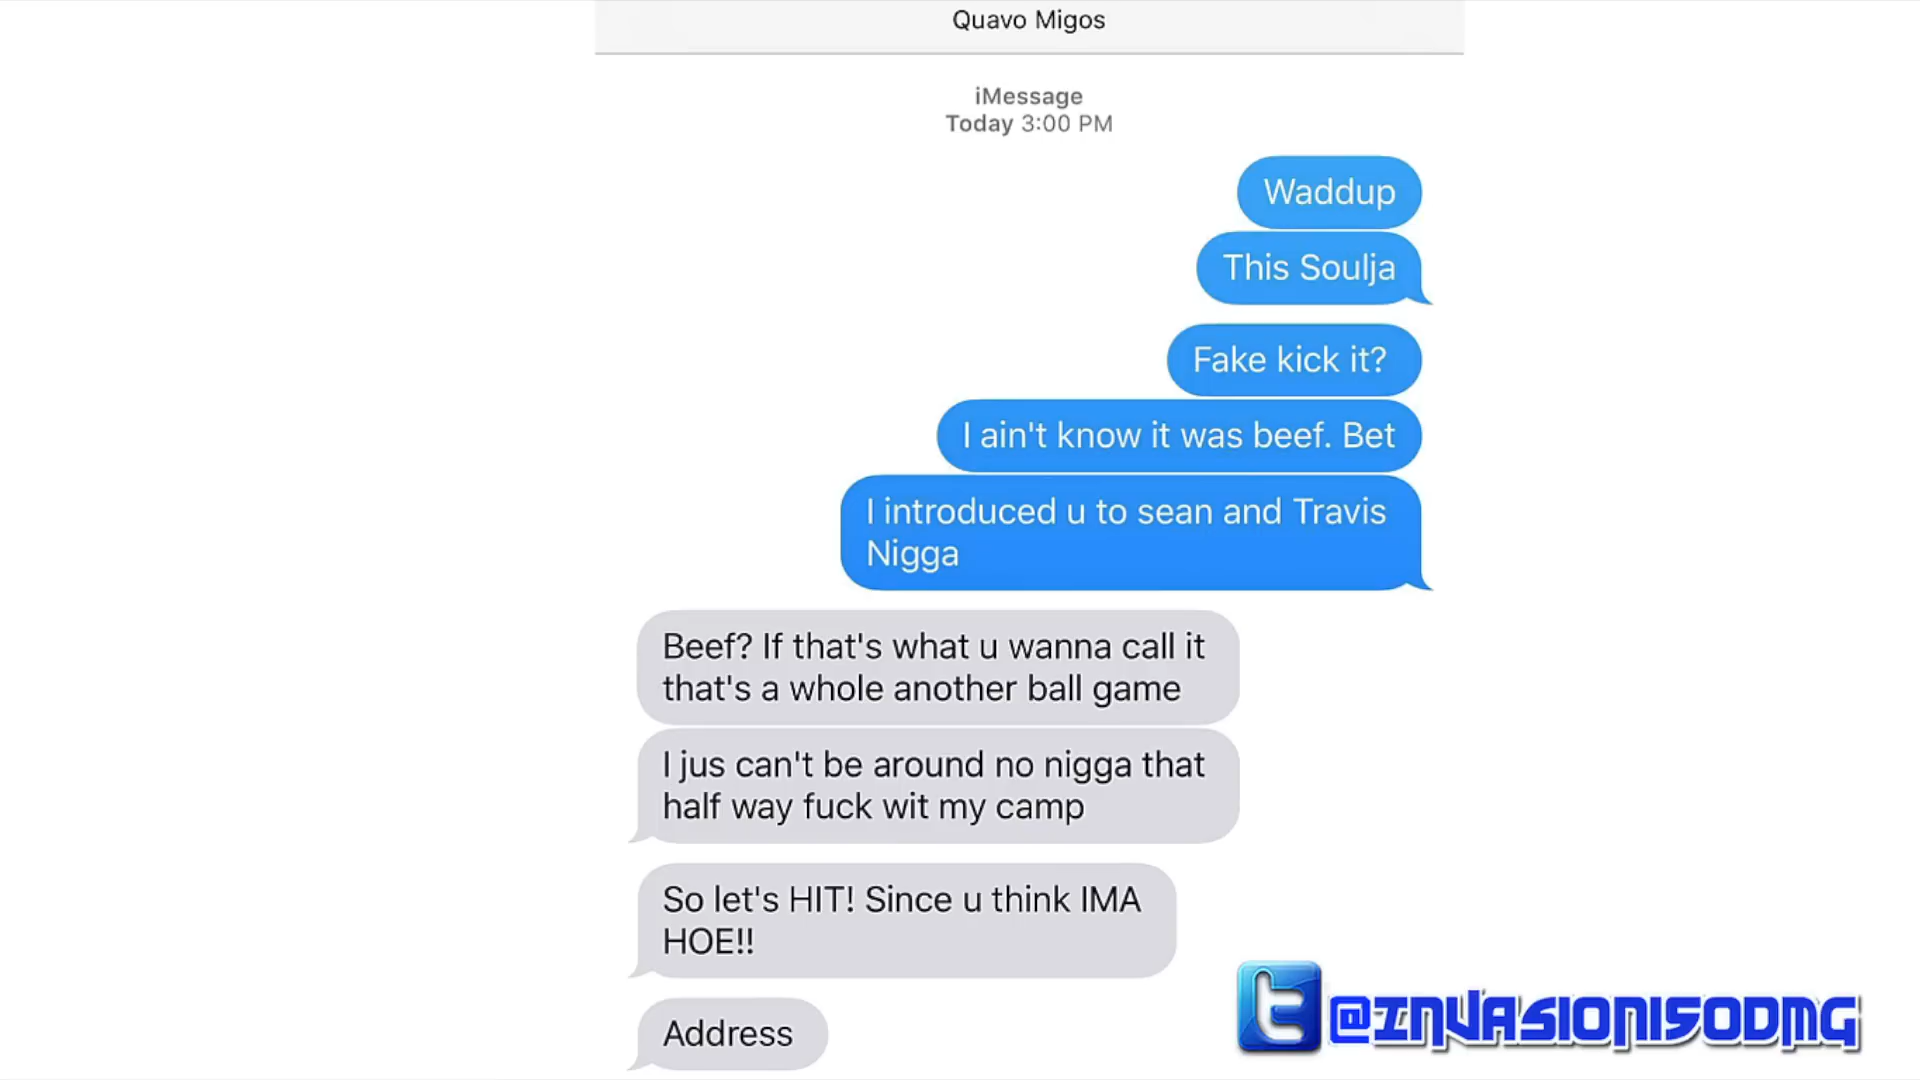 Quavo Migos
iMessage
Today 3:00 PM
Waddup
This Soulja
Fake kick it?
I ain't know it was beef. Bet
I introduced u to sean and Travis
Nigga
Beef? If that's what u wanna call it
that's a whole another ball game
I jus can't be around no nigga that
half way fuck wit my camp
So let's HIT! Since u think IMA
HOE!!
Address
@INVASIONISODMG